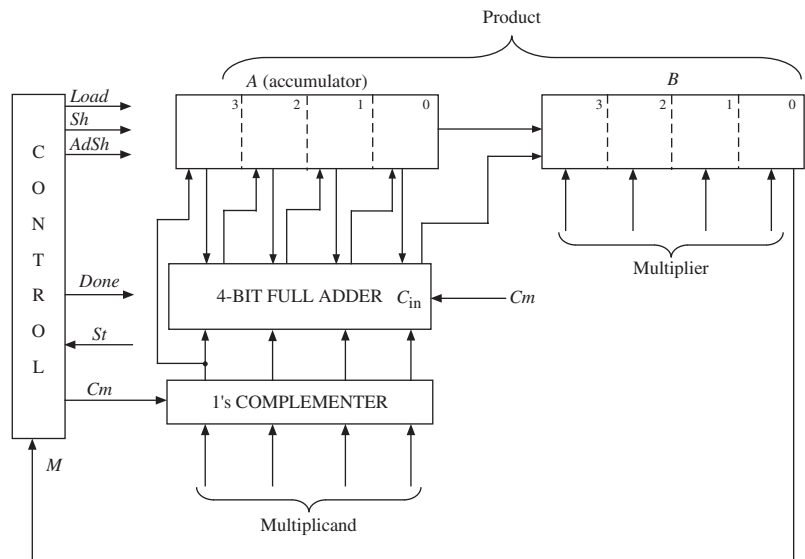 Product
A (accumulator)
B
3 2 1 0
3 2 1 0
Load
Sh
AdSh
CONTROL
Done
St
Cm
M
4-BIT FULL ADDER Cin
Cm
1's COMPLEMENTER
Multiplicand
Multiplier